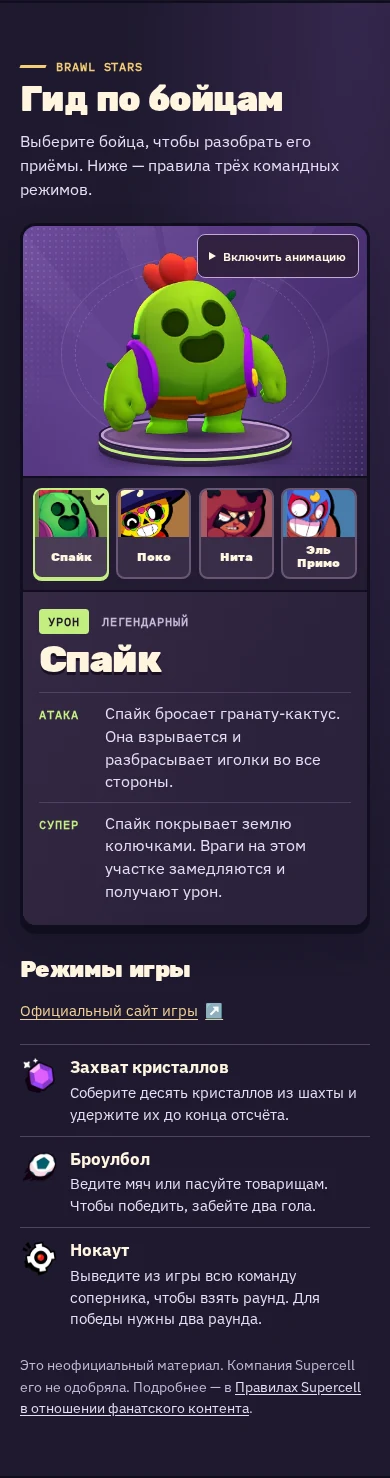 BRAWL STARS
Гид по бойцам
Выберите бойца, чтобы разобрать его
приёмы. Ниже — правила трёх командных
режимов.
Включить анимацию
Спайк
Поко
Нита
Эль
Примо
УРОН ЛЕГЕНДАРНЫЙ
Спайк
АТАКА
Спайк бросает гранату-кактус.
Она взрывается и
разбрасывает иголки во все
стороны.
СУПЕР
Спайк покрывает землю
колючками. Враги на этом
участке замедляются и
получают урон.
Режимы игры
Официальный сайт игры ↗
Захват кристаллов
Соберите десять кристаллов из шахты и
удержите их до конца отсчёта.
Броулбол
Ведите мяч или пасуйте товарищам.
Чтобы победить, забейте два гола.
Нокаут
Выведите из игры всю команду
соперника, чтобы взять раунд. Для
победы нужны два раунда.
Это неофициальный материал. Компания Supercell
его не одобряла. Подробнее — в Правилах Supercell
в отношении фанатского контента.